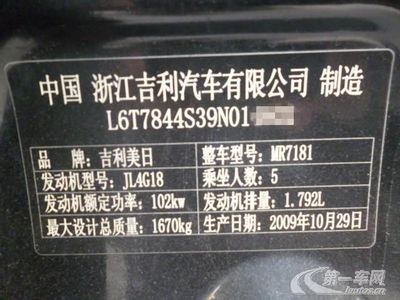 中国 浙江吉利汽车有限公司 制造
L6T7844S39N01
品牌:吉利美日 整车型号:MR7181
发动机型号:JL4G18 乘坐人数:5
发动机额定功率:102kw 发动机排量:1.792L
最大设计总质量:1670kg 生产日期:2009年10月29日
第一车网